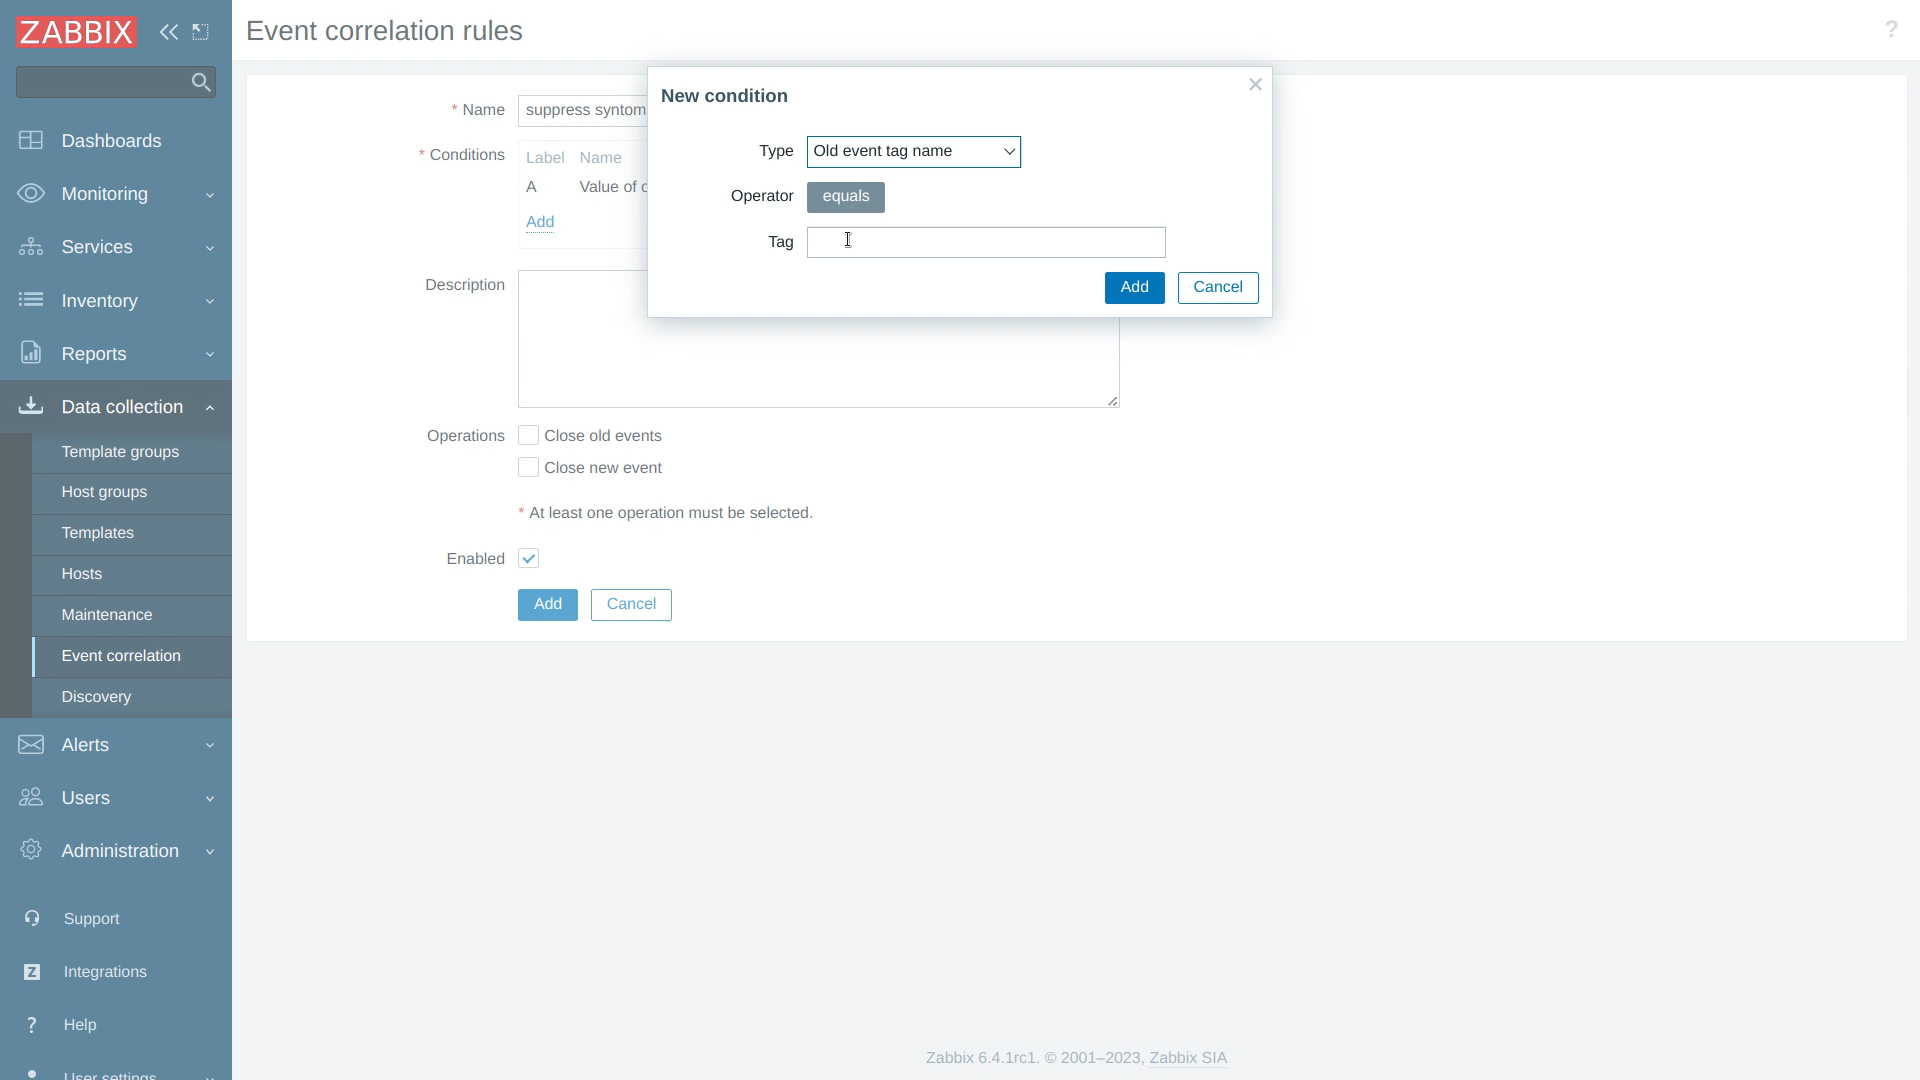 ZABBIX
Event correlation rules
?
New condition
* Name
suppress syntom
Dashboards
Type
Old event tag name
* Conditions
Label
Name
A
Value of
Monitoring
Operator
equals
Add
Services
Tag
Description
Add
Cancel
Inventory
Reports
Data collection
Operations
Close old events
Template groups
Close new event
Host groups
* At least one operation must be selected.
Templates
Enabled
Hosts
Add
Cancel
Maintenance
Event correlation
Discovery
Alerts
Users
Administration
Support
Z
Integrations
?
Help
Zabbix 6.4.1rc1. © 2001–2023, Zabbix SIA
User settings